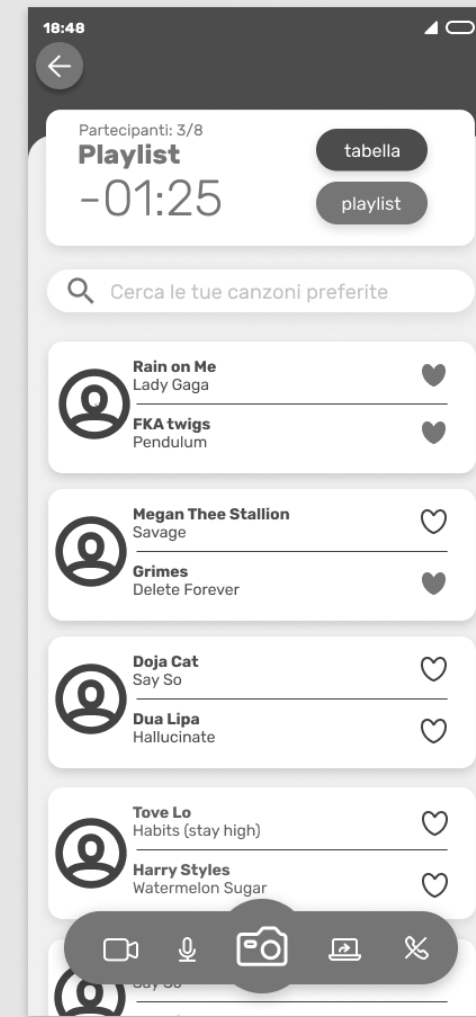 18:48
Partecipanti: 3/8
Playlist
-01:25
tabella
playlist
Cerca le tue canzoni preferite
Rain on Me
Lady Gaga
FKA twigs
Pendulum
Megan Thee Stallion
Savage
Grimes
Delete Forever
Doja Cat
Say So
Dua Lipa
Hallucinate
Tove Lo
Habits (stay high)
Harry Styles
Watermelon Sugar
Say So